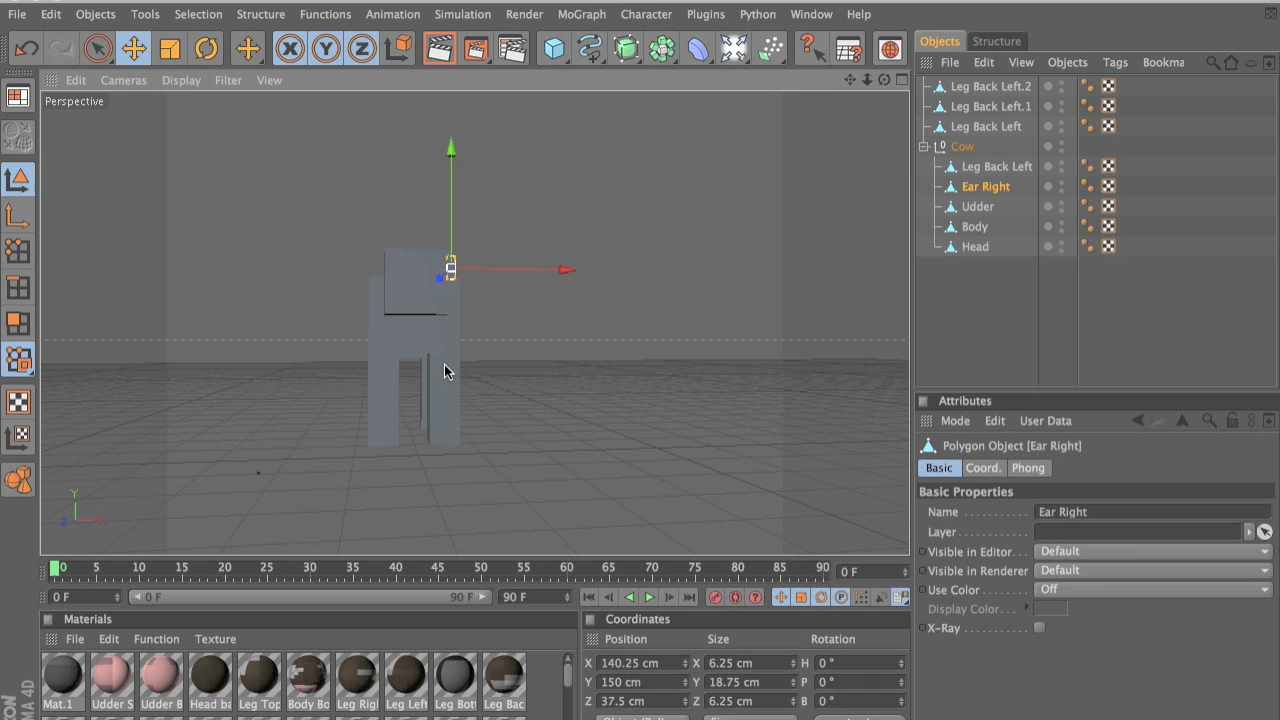 File Edit Objects Tools Selection Structure Functions Animation Simulation Render MoGraph Character Plugins Python Window Help
X Y Z
Objects Structure
File Edit View Objects Tags Bookma
Edit Cameras Display Filter View
Perspective
Leg Back Left.2
Leg Back Left.1
Leg Back Left
Cow
Leg Back Left
Ear Right
Udder
Body
Head
Attributes
Mode Edit User Data
Polygon Object [Ear Right]
Basic Coord. Phong
Basic Properties
Name Ear Right
Layer
Visible in Editor Default
Visible in Renderer Default
Use Color Off
Display Color
X-Ray
Y
Z X
0 5 10 15 20 25 30 35 40 45 50 55 60 65 70 75 80 85 90 0 F
0 F 0 F 90 F 90 F
Materials
File Edit Function Texture
Mat.1 Udder S Udder B Head ba Leg Top Body Bo Leg Rig Leg Left Leg Bot Leg Bac
Coordinates
Position Size Rotation
X 140.25 cm X 6.25 cm H 0 °
Y 150 cm Y 18.75 cm P 0 °
Z 37.5 cm Z 6.25 cm B 0 °